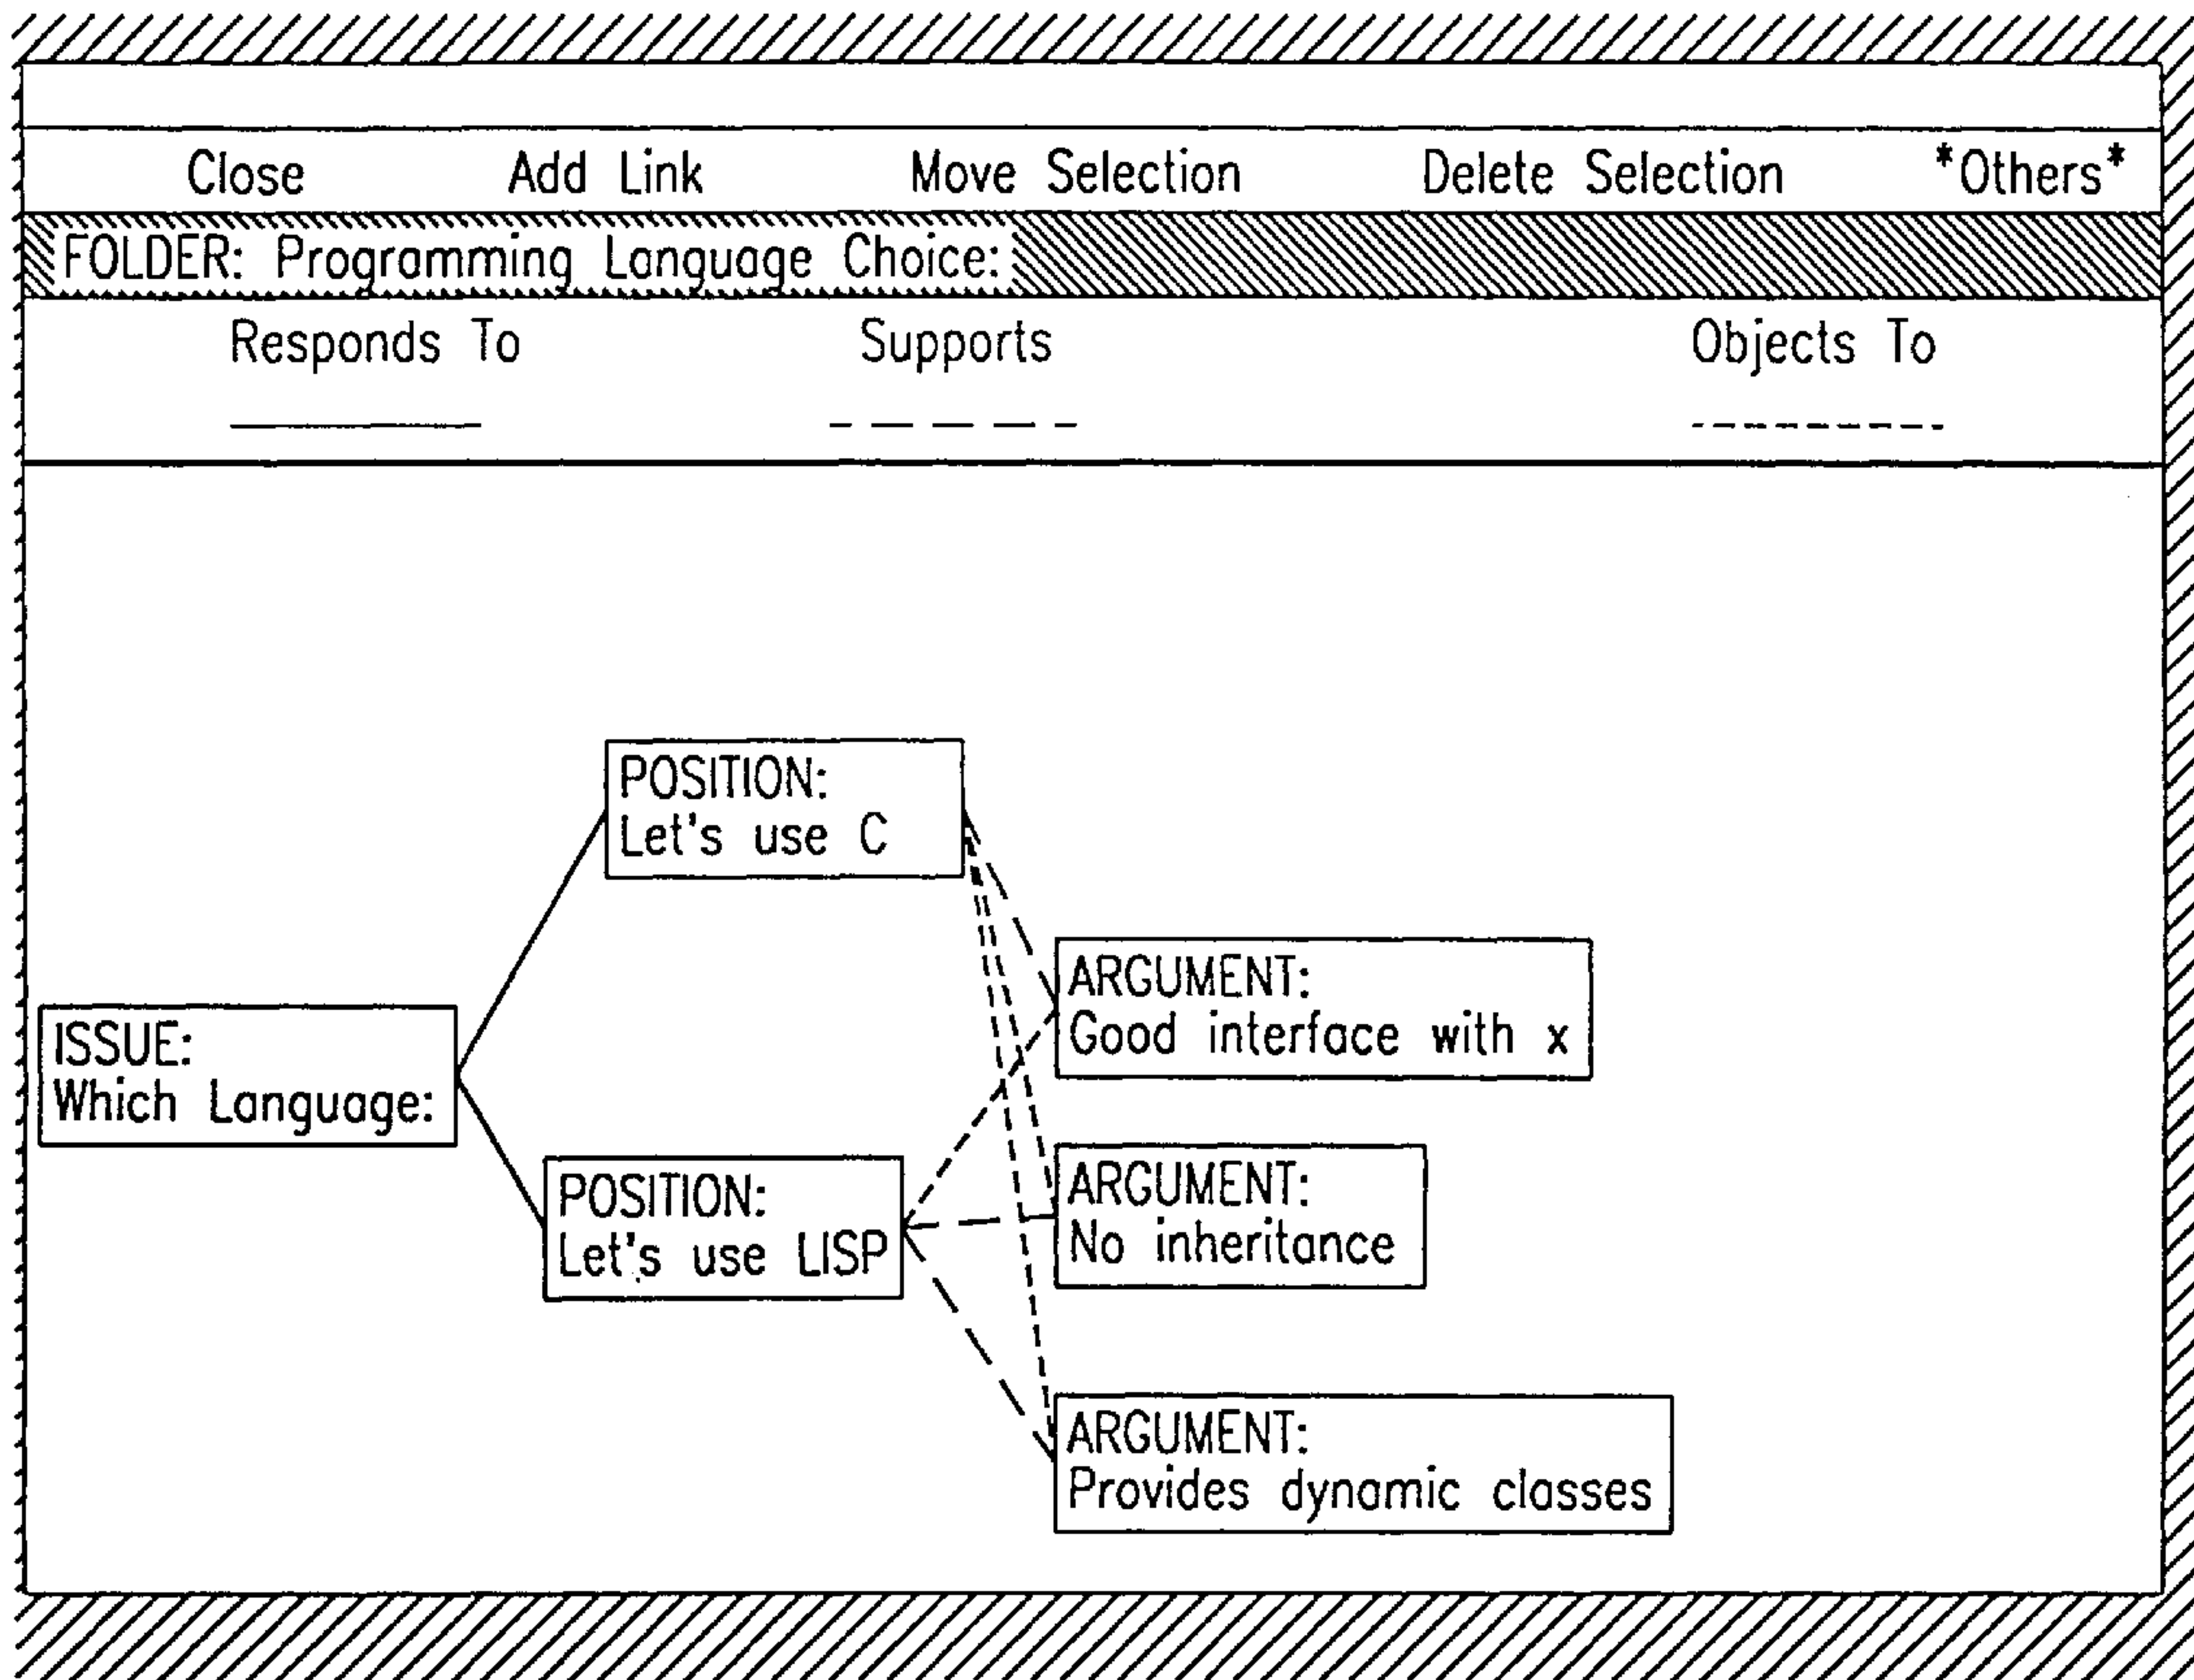 Close Add Link Move Selection Delete Selection *Others*
FOLDER: Programming Language Choice:
Responds To Supports Objects To
POSITION:
Let's use C
ARGUMENT:
Good interface with x
ISSUE:
Which Language:
POSITION:
Let's use LISP
ARGUMENT:
No inheritance
ARGUMENT:
Provides dynamic classes